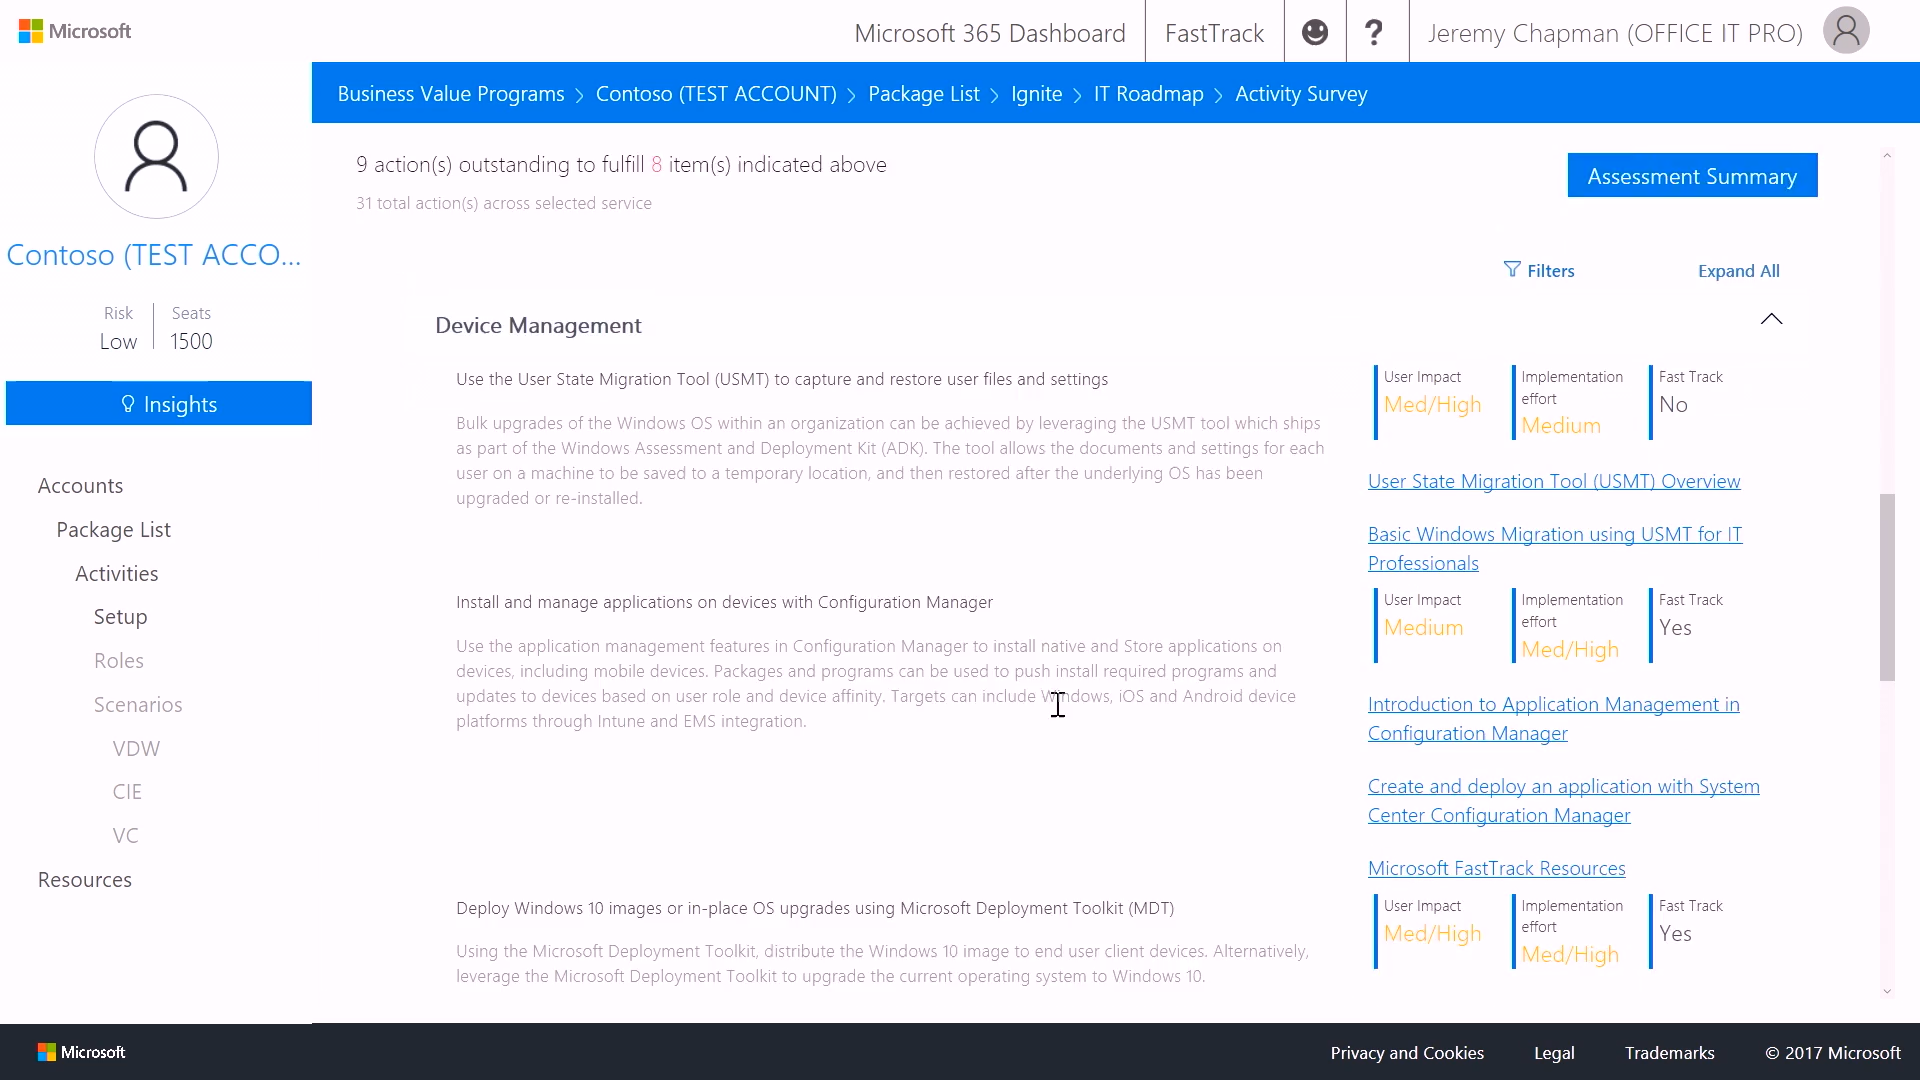 Microsoft
Microsoft 365 Dashboard
FastTrack
?
Jeremy Chapman (OFFICE IT PRO)
Business Value Programs > Contoso (TEST ACCOUNT) > Package List > Ignite > IT Roadmap > Activity Survey
Contoso (TEST ACCO...
Risk
Low
Seats
1500
Insights
Accounts
Package List
Activities
Setup
Roles
Scenarios
VDW
CIE
VC
Resources
9 action(s) outstanding to fulfill 8 item(s) indicated above
31 total action(s) across selected service
Assessment Summary
Filters
Expand All
Device Management
Use the User State Migration Tool (USMT) to capture and restore user files and settings
Bulk upgrades of the Windows OS within an organization can be achieved by leveraging the USMT tool which ships
as part of the Windows Assessment and Deployment Kit (ADK). The tool allows the documents and settings for each
user on a machine to be saved to a temporary location, and then restored after the underlying OS has been
upgraded or re-installed.
User Impact
Med/High
Implementation
effort
Medium
Fast Track
No
User State Migration Tool (USMT) Overview
Basic Windows Migration using USMT for IT
Professionals
Install and manage applications on devices with Configuration Manager
Use the application management features in Configuration Manager to install native and Store applications on
devices, including mobile devices. Packages and programs can be used to push install required programs and
updates to devices based on user role and device affinity. Targets can include Windows, iOS and Android device
platforms through Intune and EMS integration.
User Impact
Medium
Implementation
effort
Med/High
Fast Track
Yes
Introduction to Application Management in
Configuration Manager
Create and deploy an application with System
Center Configuration Manager
Microsoft FastTrack Resources
Deploy Windows 10 images or in-place OS upgrades using Microsoft Deployment Toolkit (MDT)
Using the Microsoft Deployment Toolkit, distribute the Windows 10 image to end user client devices. Alternatively,
leverage the Microsoft Deployment Toolkit to upgrade the current operating system to Windows 10.
User Impact
Med/High
Implementation
effort
Med/High
Fast Track
Yes
Microsoft
Privacy and Cookies
Legal
Trademarks
© 2017 Microsoft